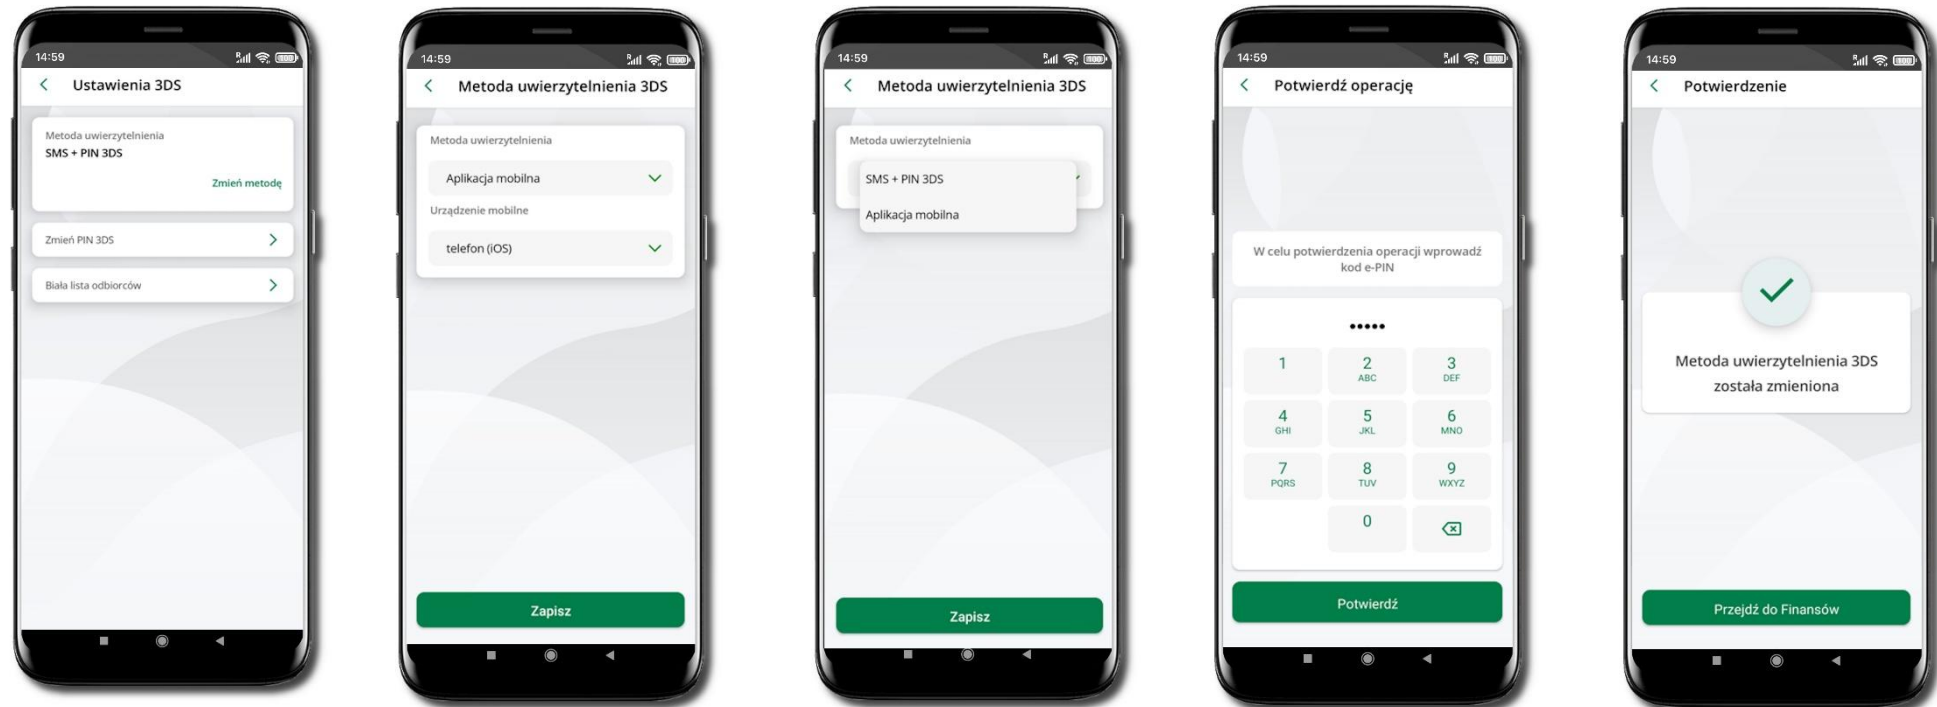 14:59
Ustawienia 3DS
Metoda uwierzytelnienia
SMS + PIN 3DS
Zmień metodę
Zmień PIN 3DS
Biała lista odbiorców
14:59
Metoda uwierzytelnienia 3DS
Metoda uwierzytelnienia
Aplikacja mobilna
Urządzenie mobilne
telefon (iOS)
Zapisz
14:59
Metoda uwierzytelnienia 3DS
Metoda uwierzytelnienia
SMS + PIN 3DS
Aplikacja mobilna
Zapisz
14:59
Potwierdź operację
W celu potwierdzenia operacji wprowadź
kod e-PIN
•••••
1 2 3
ABC DEF
4 5 6
GHI JKL MNO
7 8 9
PQRS TUV WXYZ
0
Potwierdź
14:59
Potwierdzenie
Metoda uwierzytelnienia 3DS
została zmieniona
Przejdź do Finansów